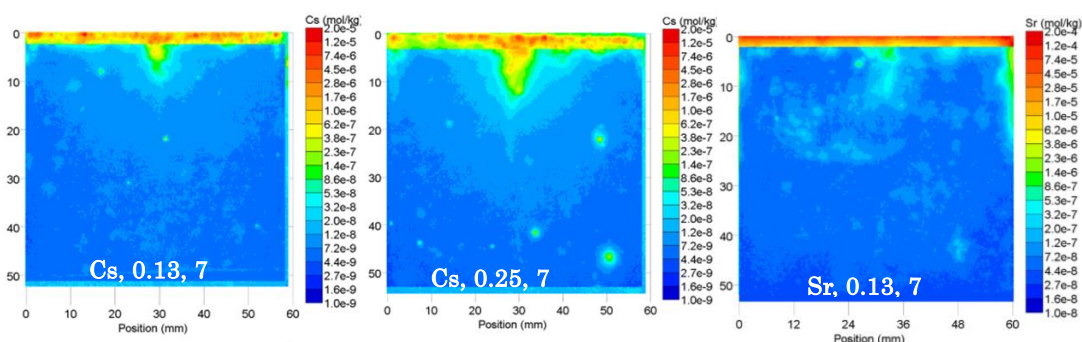 Cs (mol/kg)
2.0e-5
1.2e-5
7.4e-6
4.5e-6
2.8e-6
1.7e-6
1.0e-6
6.2e-7
3.8e-7
2.3e-7
1.4e-7
8.6e-8
5.3e-8
3.2e-8
2.0e-8
1.2e-8
7.2e-9
4.4e-9
2.6e-9
1.6e-9
1.0e-9
0
10
20
30
40
50
Cs, 0.13, 7
0 10 20 30 40 50 60
Position (mm)
Cs (mol/kg)
2.0e-5
1.2e-5
7.4e-6
4.5e-6
2.8e-6
1.7e-6
1.0e-6
6.2e-7
3.8e-7
2.3e-7
1.4e-7
8.6e-8
5.3e-8
3.2e-8
2.0e-8
1.2e-8
7.2e-9
4.4e-9
2.6e-9
1.6e-9
1.0e-9
0
10
20
30
40
50
Cs, 0.25, 7
0 10 20 30 40 50 60
Position (mm)
Sr (mol/kg)
2.0e-4
1.2e-4
7.4e-5
4.5e-5
2.8e-5
1.7e-5
1.0e-5
6.2e-6
3.8e-6
2.3e-6
1.4e-6
8.6e-7
5.3e-7
3.2e-7
2.0e-7
1.2e-7
7.2e-8
4.4e-8
2.6e-8
1.6e-8
1.0e-8
0
10
20
30
40
50
Sr, 0.13, 7
0 12 24 36 48 60
Position (mm)